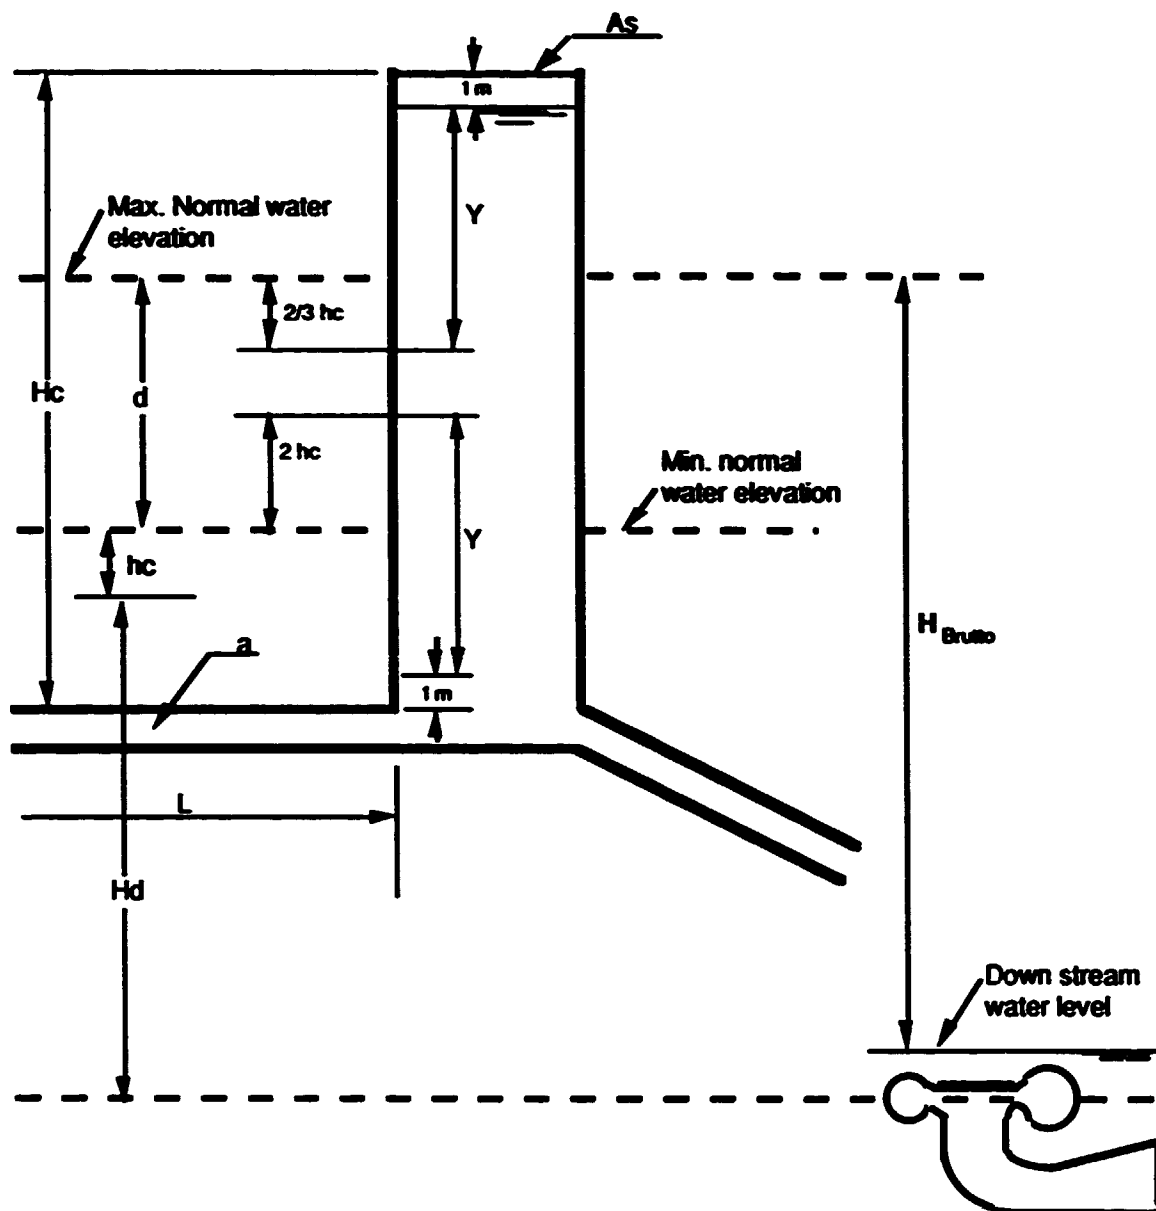 As
1 m
Max. Normal water
elevation
Y
2/3 hc
Hc
d
2 hc
Min. normal
water elevation
Y
hc
H Brutto
a
1 m
L
Hd
Down stream
water level